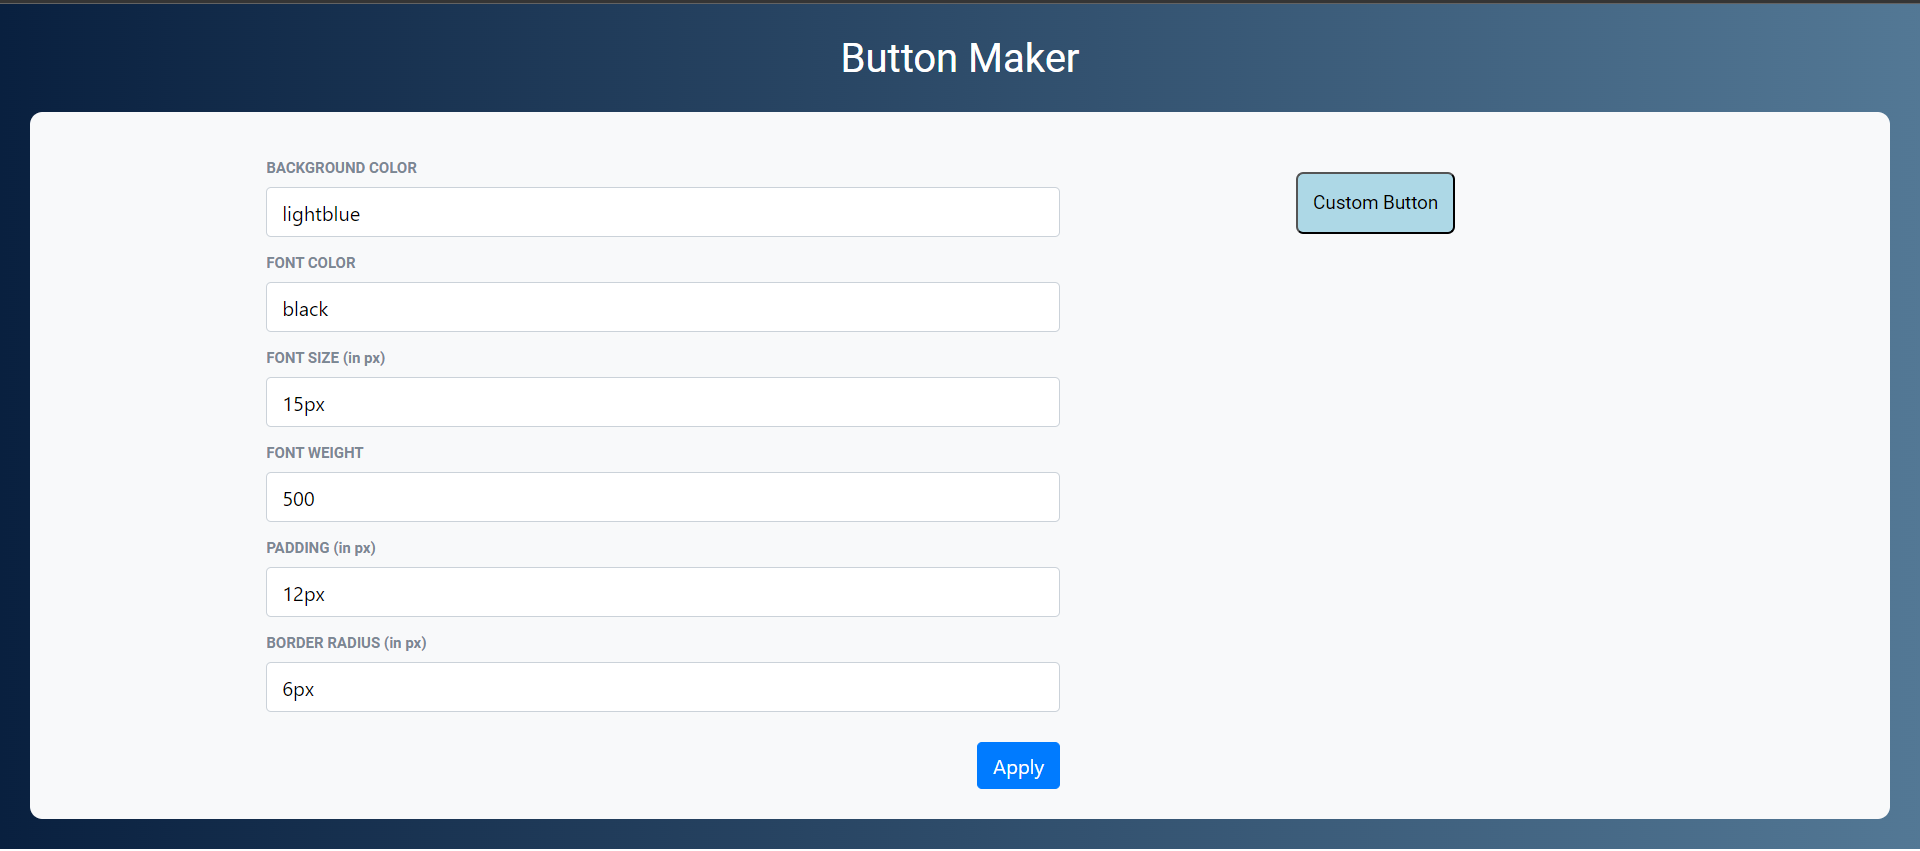 Button Maker
BACKGROUND COLOR
lightblue
FONT COLOR
black
FONT SIZE (in px)
15px
FONT WEIGHT
500
PADDING (in px)
12px
BORDER RADIUS (in px)
6px
Apply
Custom Button